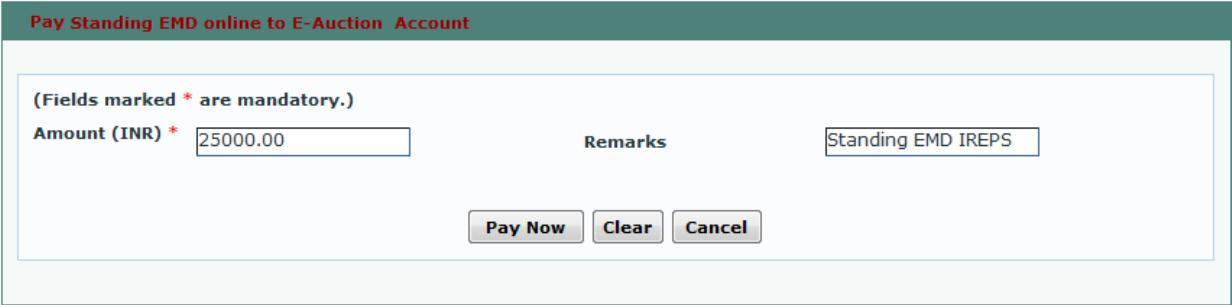 Pay Standing EMD online to E-Auction Account
(Fields marked * are mandatory.)
Amount (INR) * 25000.00 Remarks Standing EMD IREPS
Pay Now Clear Cancel